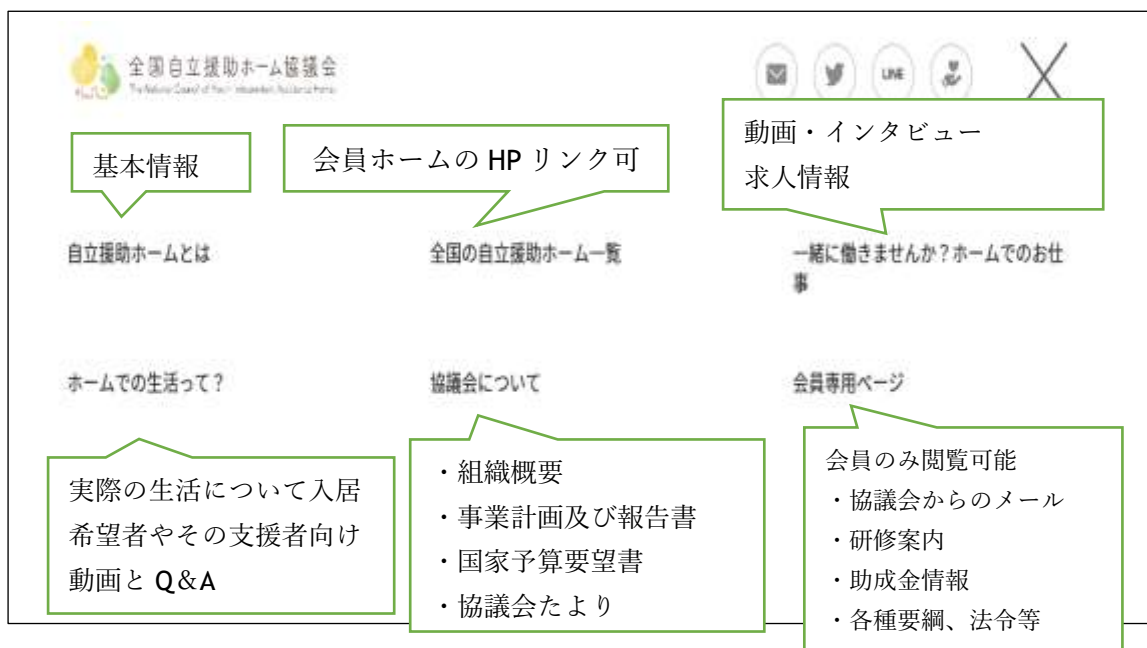 全国自立援助ホーム協議会
LINE
基本情報
会員ホームの HP リンク可
動画・インタビュー
求人情報
自立援助ホームとは
全国の自立援助ホーム一覧
一緒に働きませんか？ホームでのお仕
事
ホームでの生活って？
協議会について
会員専用ページ
実際の生活について入居
希望者やその支援者向け
動画と Q&A
・組織概要
・事業計画及び報告書
・国家予算要望書
・協議会たより
会員のみ閲覧可能
・協議会からのメール
・研修案内
・助成金情報
・各種要綱、法令等